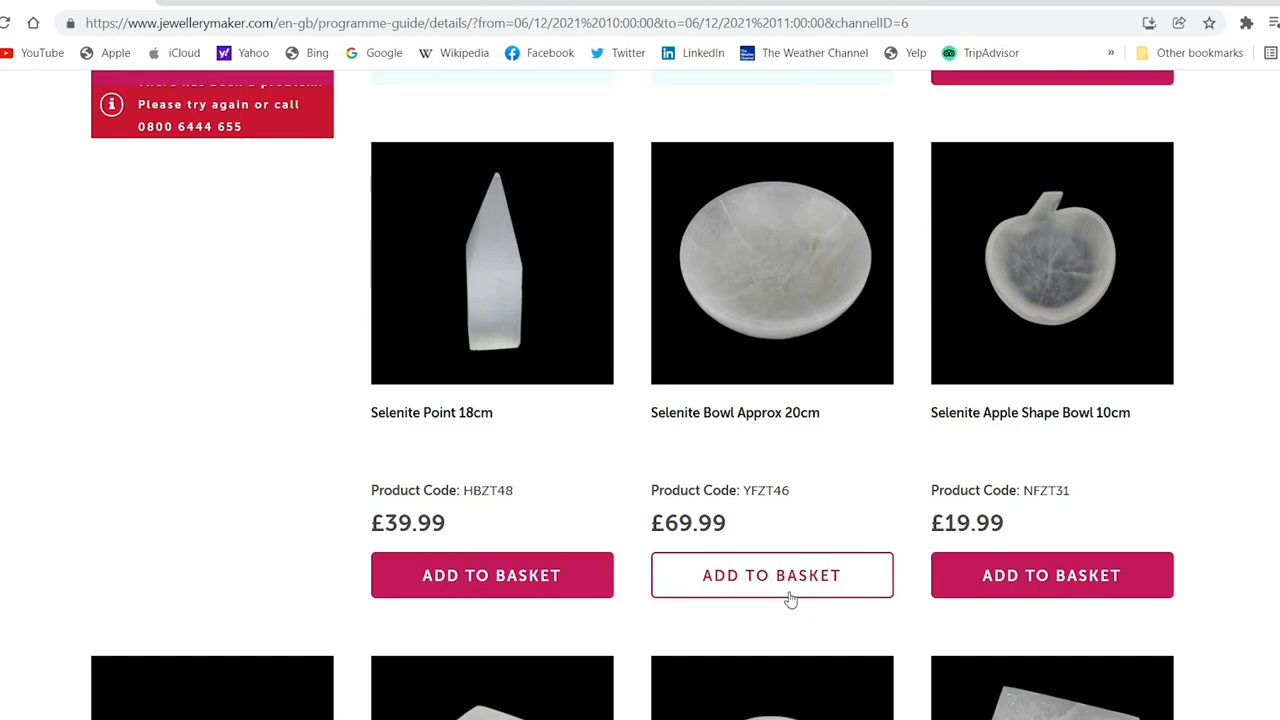 https://www.jewellerymaker.com/en-gb/programme-guide/details/?from=06/12/2021%2010:00:00&to=06/12/2021%2011:00:00&channelID=6
YouTube Apple iCloud Yahoo Bing Google Wikipedia Facebook Twitter LinkedIn The Weather Channel Yelp TripAdvisor » Other bookmarks
Please try again or call
0800 6444 655
Selenite Point 18cm
Product Code: HBZT48
£39.99
ADD TO BASKET
Selenite Bowl Approx 20cm
Product Code: YFZT46
£69.99
ADD TO BASKET
Selenite Apple Shape Bowl 10cm
Product Code: NFZT31
£19.99
ADD TO BASKET